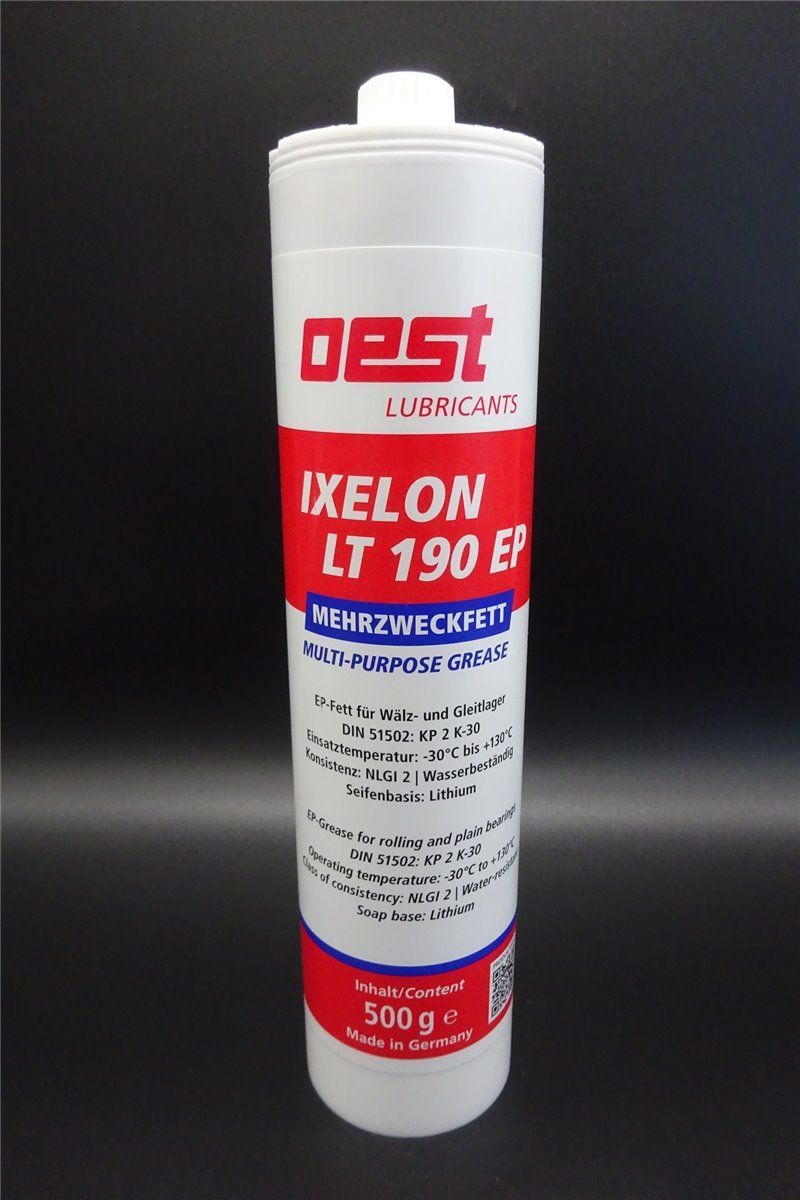 oest
LUBRICANTS
IXELON
LT 190 EP
MEHRZWECKFETT
MULTI-PURPOSE GREASE
EP-Fett für Wälz- und Gleitlager
DIN 51502: KP 2 K-30
Einsatztemperatur: -30°C bis +130°C
Konsistenz: NLGI 2 | Wasserbeständig
Seifenbasis: Lithium
EP-Grease for rolling and plain bearings
DIN 51502: KP 2 K-30
Operating temperature: -30°C to +130°C
Class of consistency: NLGI 2 |
Soap base: Lithium
Inhalt/Content
500 g ℮
Made in Germany